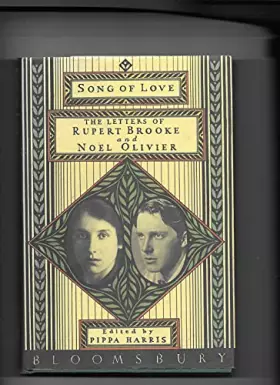 SONG OF LOVE
THE LETTERS OF
RUPERT BROOKE
and
NOEL OLIVIER
Edited by
PIPPA HARRIS
BLOOMSBURY